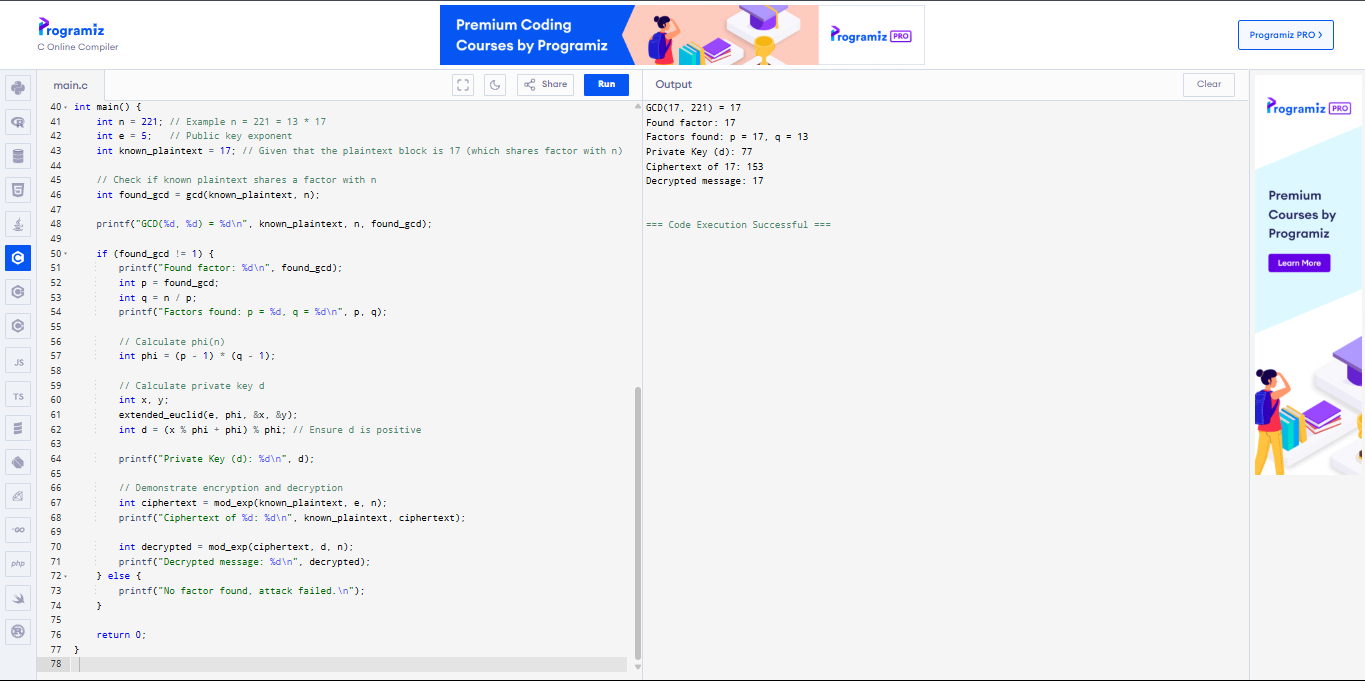 Programiz
C Online Compiler
Premium Coding
Courses by Programiz
Programiz PRO
Programiz PRO >
main.c
Share
Run
Output
Clear
40 int main() {
41     int n = 221; // Example n = 221 = 13 * 17
42     int e = 5;   // Public key exponent
43     int known_plaintext = 17; // Given that the plaintext block is 17 (which shares factor with n)
44
45     // Check if known plaintext shares a factor with n
46     int found_gcd = gcd(known_plaintext, n);
47
48     printf("GCD(%d, %d) = %d\n", known_plaintext, n, found_gcd);
49
50     if (found_gcd != 1) {
51         printf("Found factor: %d\n", found_gcd);
52         int p = found_gcd;
53         int q = n / p;
54         printf("Factors found: p = %d, q = %d\n", p, q);
55
56         // Calculate phi(n)
57         int phi = (p - 1) * (q - 1);
58
59         // Calculate private key d
60         int x, y;
61         extended_euclid(e, phi, &x, &y);
62         int d = (x % phi + phi) % phi; // Ensure d is positive
63
64         printf("Private Key (d): %d\n", d);
65
66         // Demonstrate encryption and decryption
67         int ciphertext = mod_exp(known_plaintext, e, n);
68         printf("Ciphertext of %d: %d\n", known_plaintext, ciphertext);
69
70         int decrypted = mod_exp(ciphertext, d, n);
71         printf("Decrypted message: %d\n", decrypted);
72     } else {
73         printf("No factor found, attack failed.\n");
74     }
75
76     return 0;
77 }
78
JS
TS
GO
php
GCD(17, 221) = 17
Found factor: 17
Factors found: p = 17, q = 13
Private Key (d): 77
Ciphertext of 17: 153
Decrypted message: 17
=== Code Execution Successful ===
Programiz PRO
Premium
Courses by
Programiz
Learn More